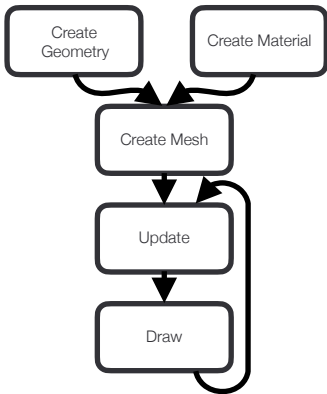 Create
Geometry
Create Material
Create Mesh
Update
Draw